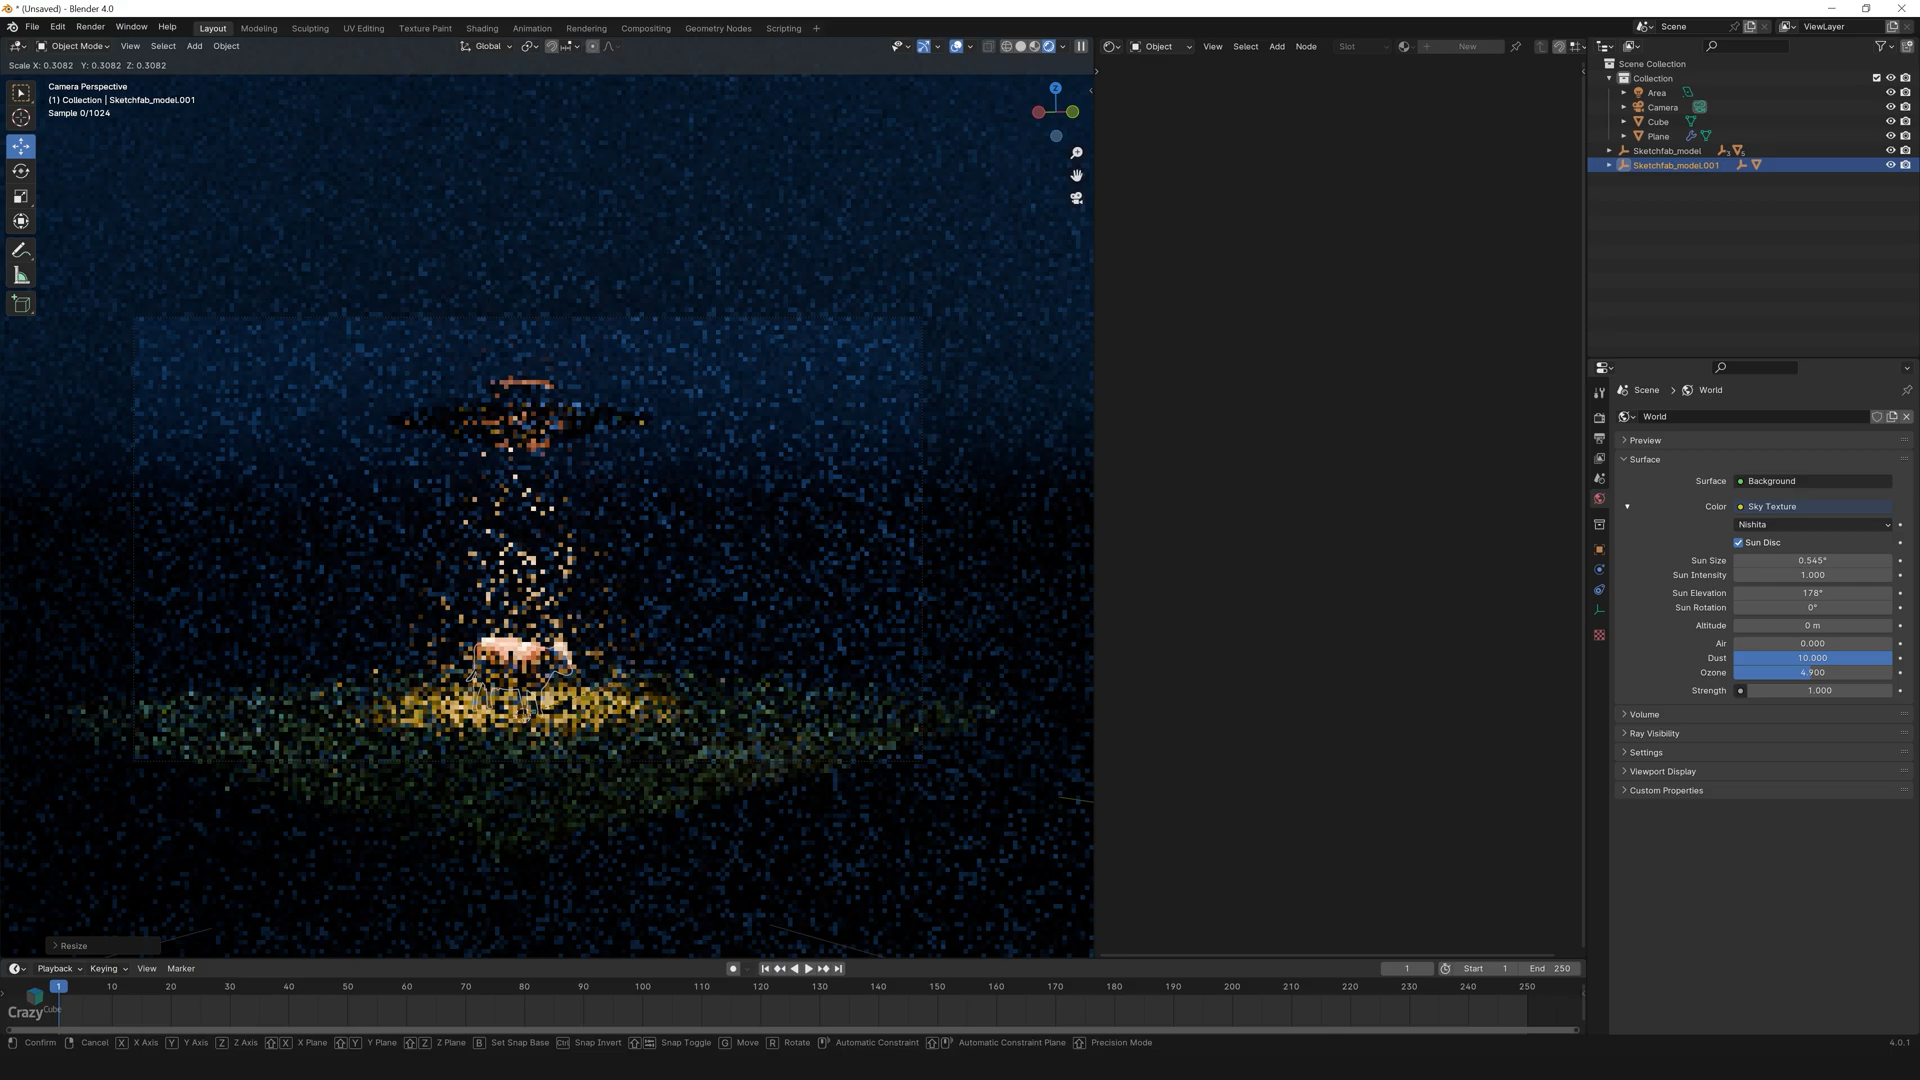 * (Unsaved) - Blender 4.0
File Edit Render Window Help Layout Modeling Sculpting UV Editing Texture Paint Shading Animation Rendering Compositing Geometry Nodes Scripting + Scene ViewLayer
Object Mode View Select Add Object Global Object View Select Add Node Slot New
Scale X: 0.3082 Y: 0.3082 Z: 0.3082
Camera Perspective
(1) Collection | Sketchfab_model.001
Sample 0/1024
Z
Scene Collection
Collection
Area
Camera
Cube
Plane
Sketchfab_model 3 5
Sketchfab_model.001
Scene > World
World
Preview
Surface
Surface Background
Color Sky Texture
Nishita
Sun Disc
Sun Size 0.545°
Sun Intensity 1.000
Sun Elevation 178°
Sun Rotation 0°
Altitude 0 m
Air 0.000
Dust 10.000
Ozone 4.900
Strength 1.000
Volume
Ray Visibility
Settings
Viewport Display
Custom Properties
Resize
Playback Keying View Marker 1 Start 1 End 250
1 10 20 30 40 50 60 70 80 90 100 110 120 130 140 150 160 170 180 190 200 210 220 230 240 250
Crazy Cube
Confirm Cancel X X Axis Y Y Axis Z Z Axis X X Plane Y Y Plane Z Z Plane B Set Snap Base Ctrl Snap Invert Snap Toggle G Move R Rotate Automatic Constraint Automatic Constraint Plane Precision Mode 4.0.1